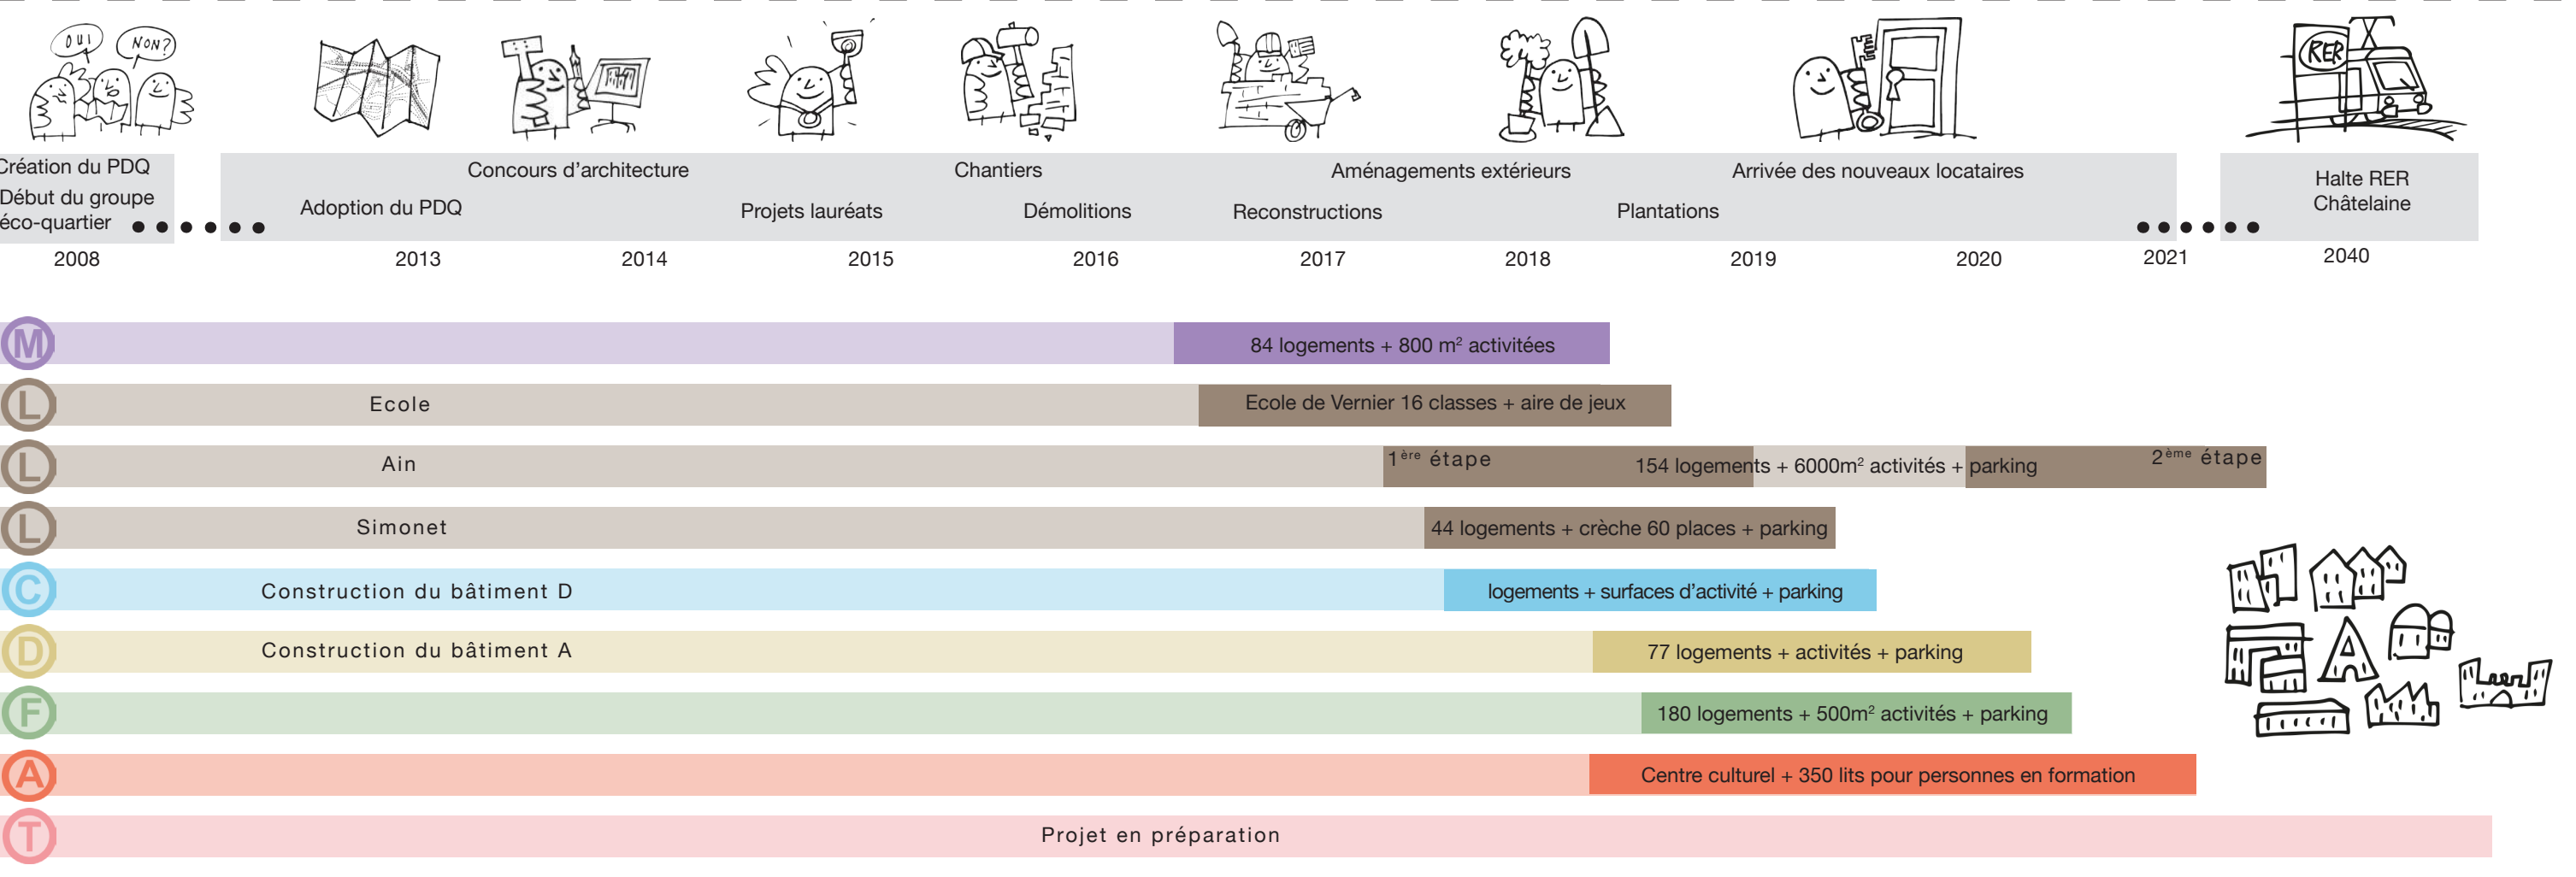 OUI
NON?
RER
Création du PDQ
Début du groupe
éco-quartier
Concours d'architecture
Chantiers
Aménagements extérieurs
Arrivée des nouveaux locataires
Halte RER
Châtelaine
Adoption du PDQ
Projets lauréats
Démolitions
Reconstructions
Plantations
2008
2013
2014
2015
2016
2017
2018
2019
2020
2021
2040
M
84 logements + 800 m² activitées
L
Ecole
Ecole de Vernier 16 classes + aire de jeux
L
Ain
1ère étape
154 logements + 6000m² activités + parking
2ème étape
L
Simonet
44 logements + crèche 60 places + parking
C
Construction du bâtiment D
logements + surfaces d'activité + parking
D
Construction du bâtiment A
77 logements + activités + parking
F
180 logements + 500m² activités + parking
A
Centre culturel + 350 lits pour personnes en formation
T
Projet en préparation